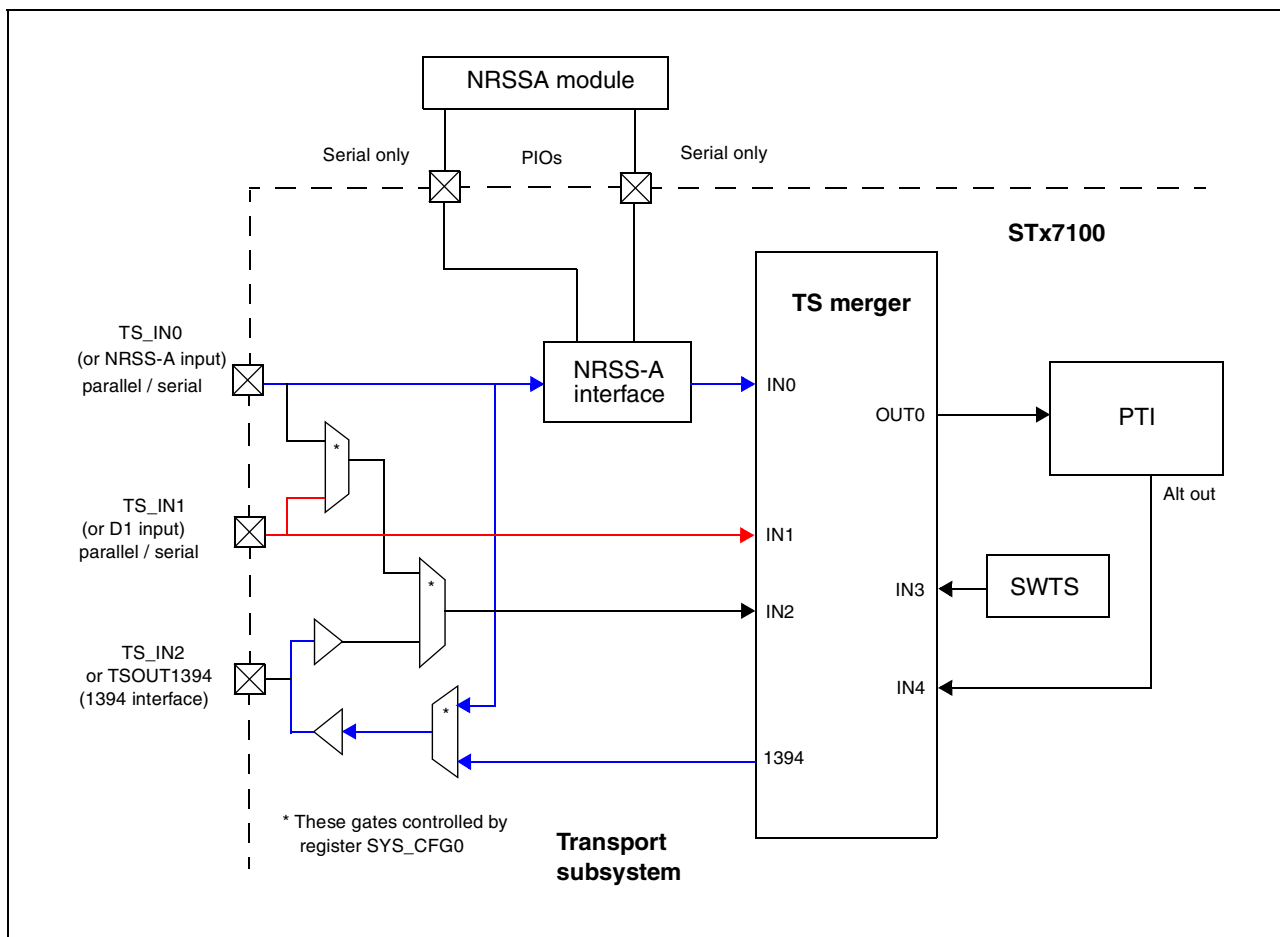 NRSSA module
Serial only
PIOs
Serial only
STx7100
TS merger
TS_IN0
(or NRSS-A input)
parallel / serial
NRSS-A
interface
IN0
OUT0
PTI
*
Alt out
TS_IN1
(or D1 input)
parallel / serial
IN1
*
IN2
IN3
SWTS
TS_IN2
or TSOUT1394
(1394 interface)
IN4
*
1394
* These gates controlled by
register SYS_CFG0
Transport
subsystem